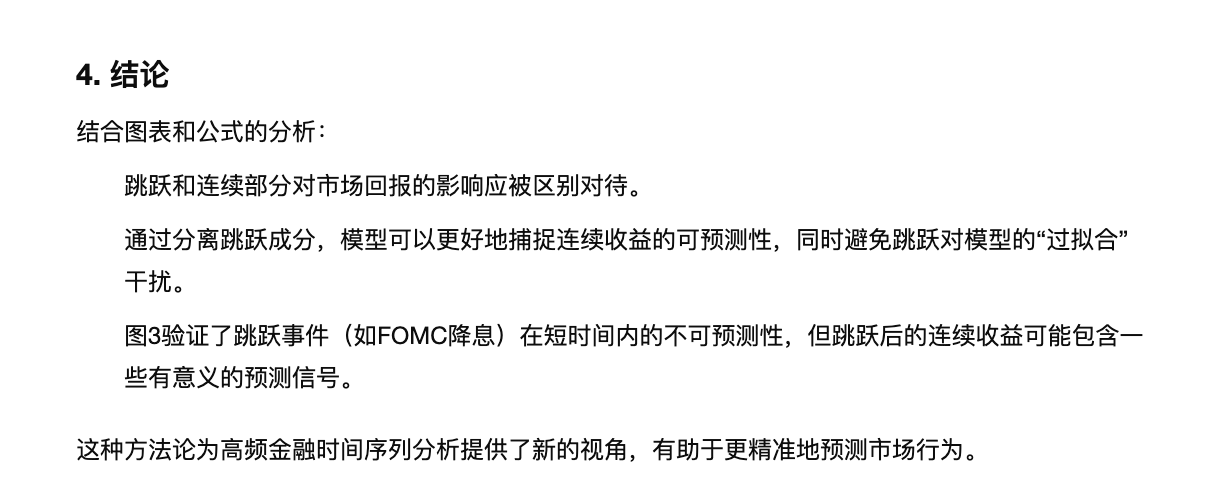 4. 结论
结合图表和公式的分析：
跳跃和连续部分对市场回报的影响应被区别对待。
通过分离跳跃成分，模型可以更好地捕捉连续收益的可预测性，同时避免跳跃对模型的“过拟合”
干扰。
图3验证了跳跃事件（如FOMC降息）在短时间内的不可预测性，但跳跃后的连续收益可能包含一
些有意义的预测信号。
这种方法论为高频金融时间序列分析提供了新的视角，有助于更精准地预测市场行为。